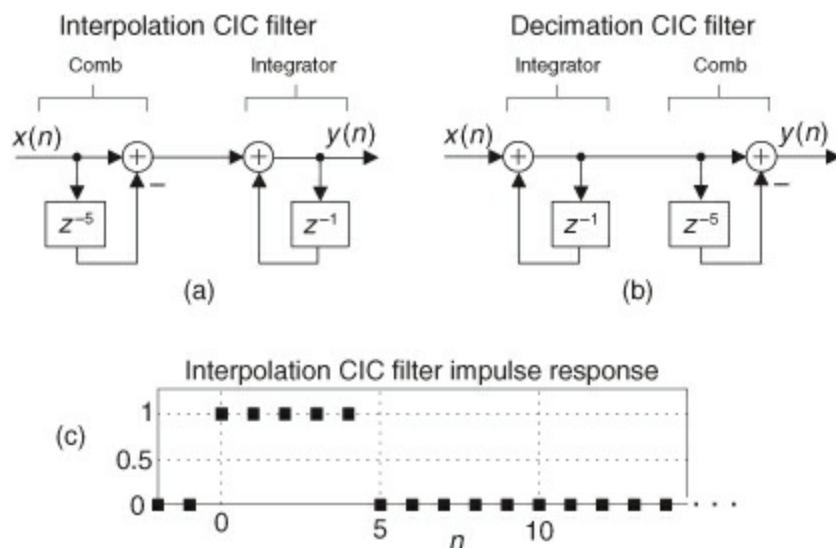 Interpolation CIC filter
Decimation CIC filter
Comb
Integrator
Integrator
Comb
x(n)
y(n)
x(n)
y(n)
+
−
+
+
+
−
z⁻⁵
z⁻¹
z⁻¹
z⁻⁵
(a)
(b)
Interpolation CIC filter impulse response
(c)
1
0.5
0
0
5
10
n
. . .